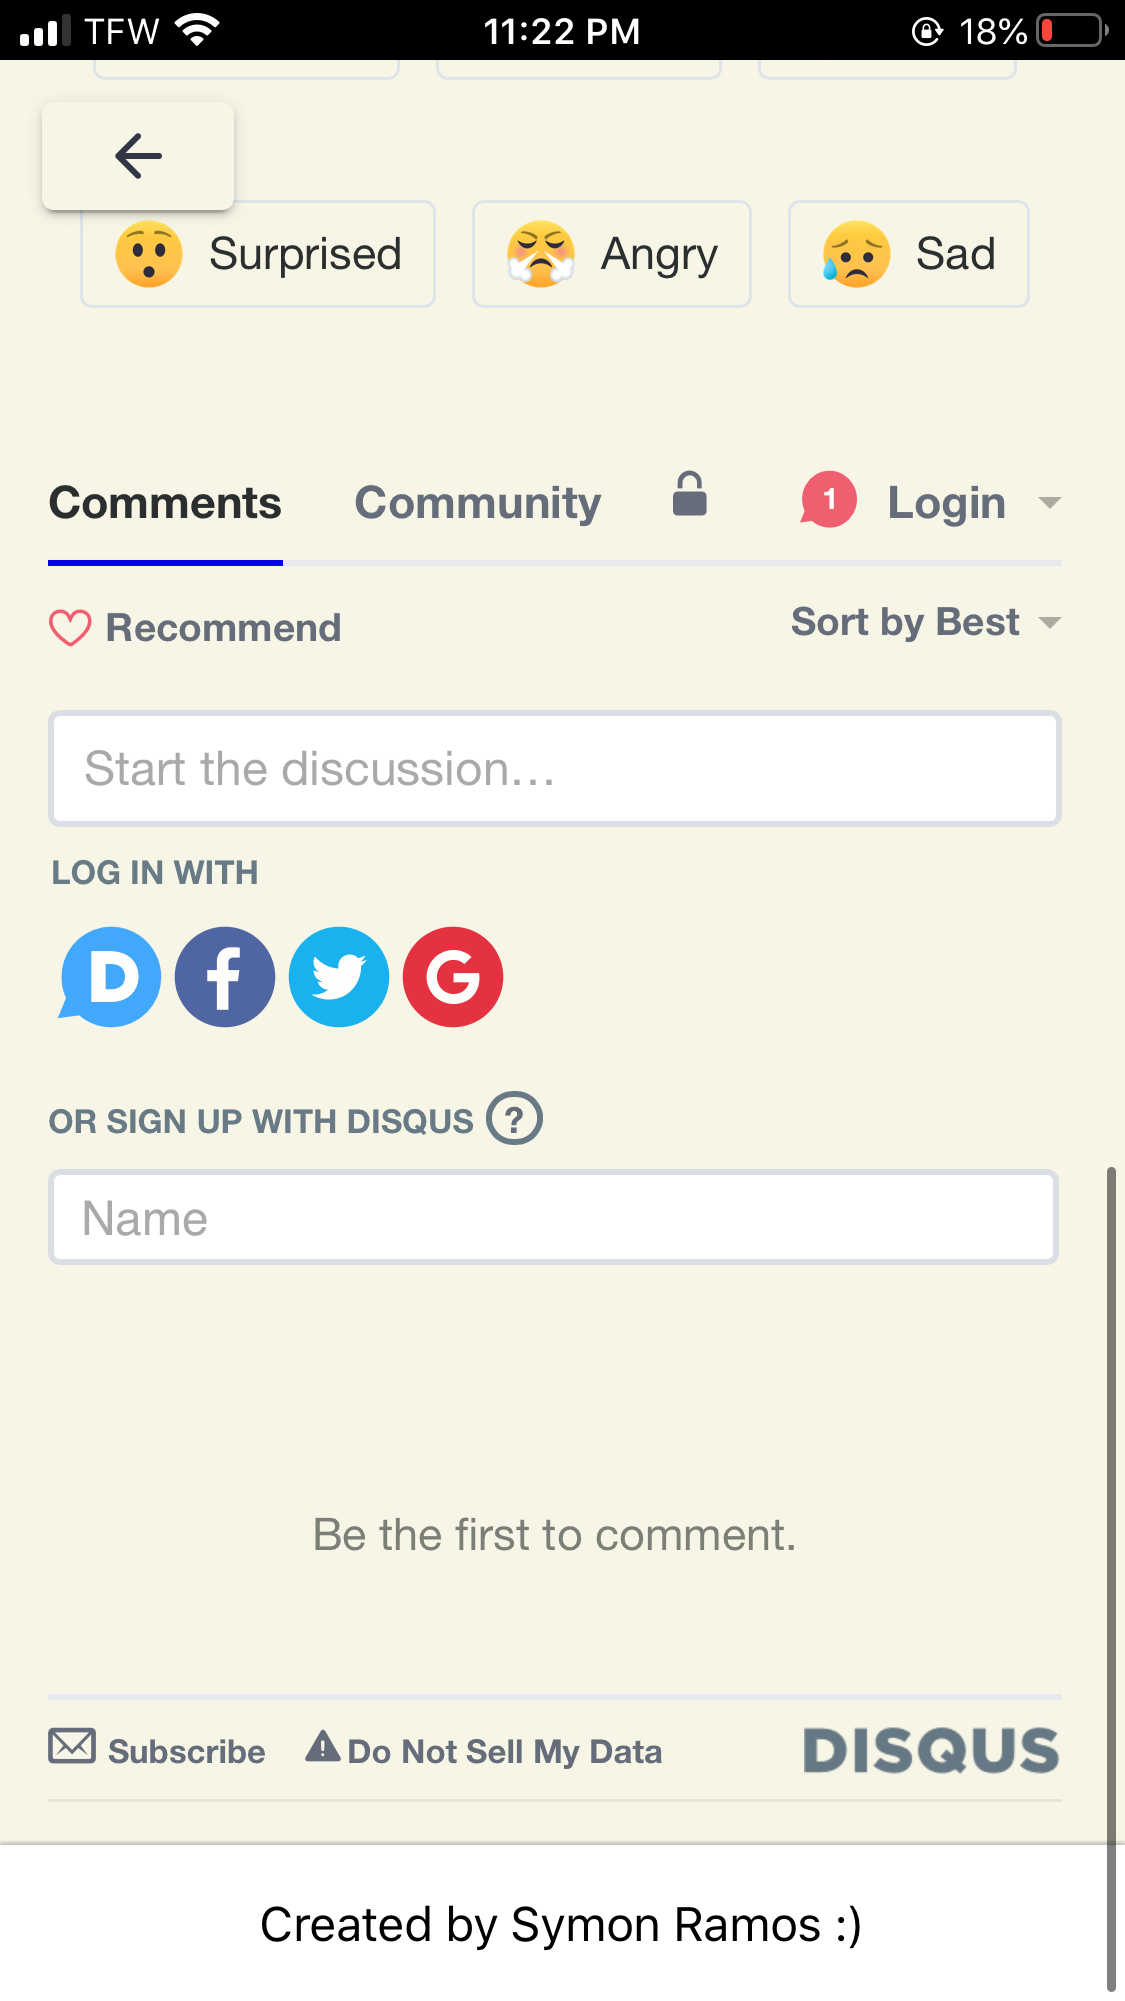 TFW 11:22 PM 18%
Surprised Angry Sad
Comments Community 1 Login
Recommend Sort by Best
Start the discussion...
LOG IN WITH
D f G
OR SIGN UP WITH DISQUS ?
Name
Be the first to comment.
Subscribe Do Not Sell My Data DISQUS
Created by Symon Ramos :)